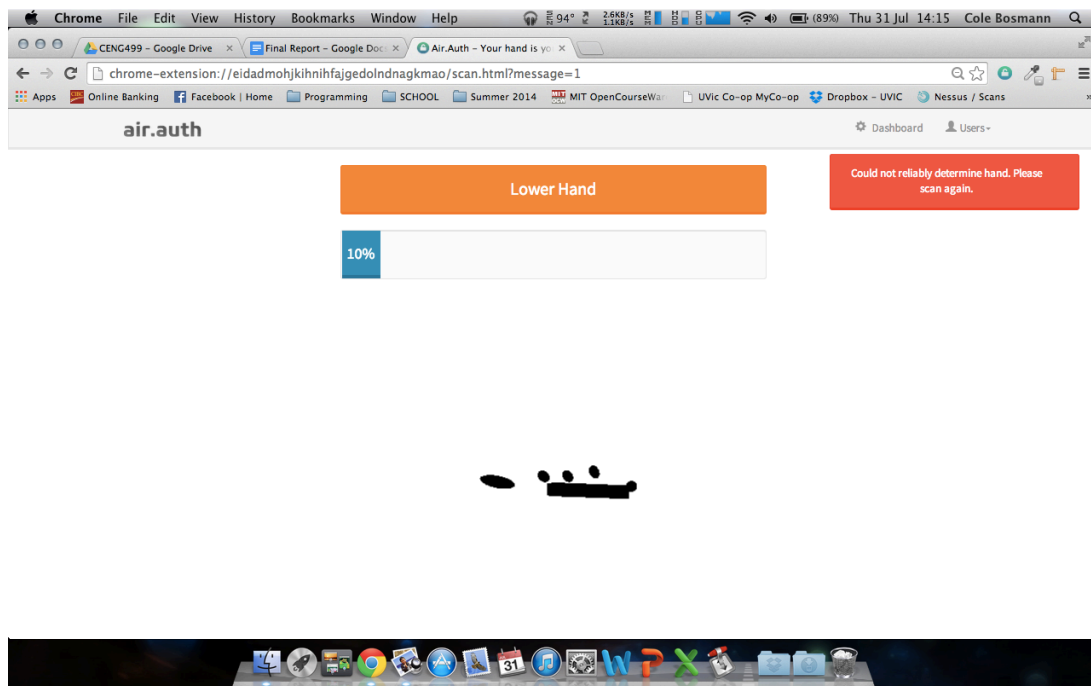 Chrome File Edit View History Bookmarks Window Help 94° 2.6KB/s 1.1KB/s (89%) Thu 31 Jul 14:15 Cole Bosmann
CENG499 – Google Drive Final Report – Google Doc Air.Auth – Your hand is yo
chrome-extension://eidadmohjkihnihfajgedolndnagkmao/scan.html?message=1
Apps Online Banking Facebook | Home Programming SCHOOL Summer 2014 MIT OpenCourseWar UVic Co-op MyCo-op Dropbox – UVIC Nessus / Scans »
air.auth Dashboard Users
Lower Hand
Could not reliably determine hand. Please
scan again.
10%
31